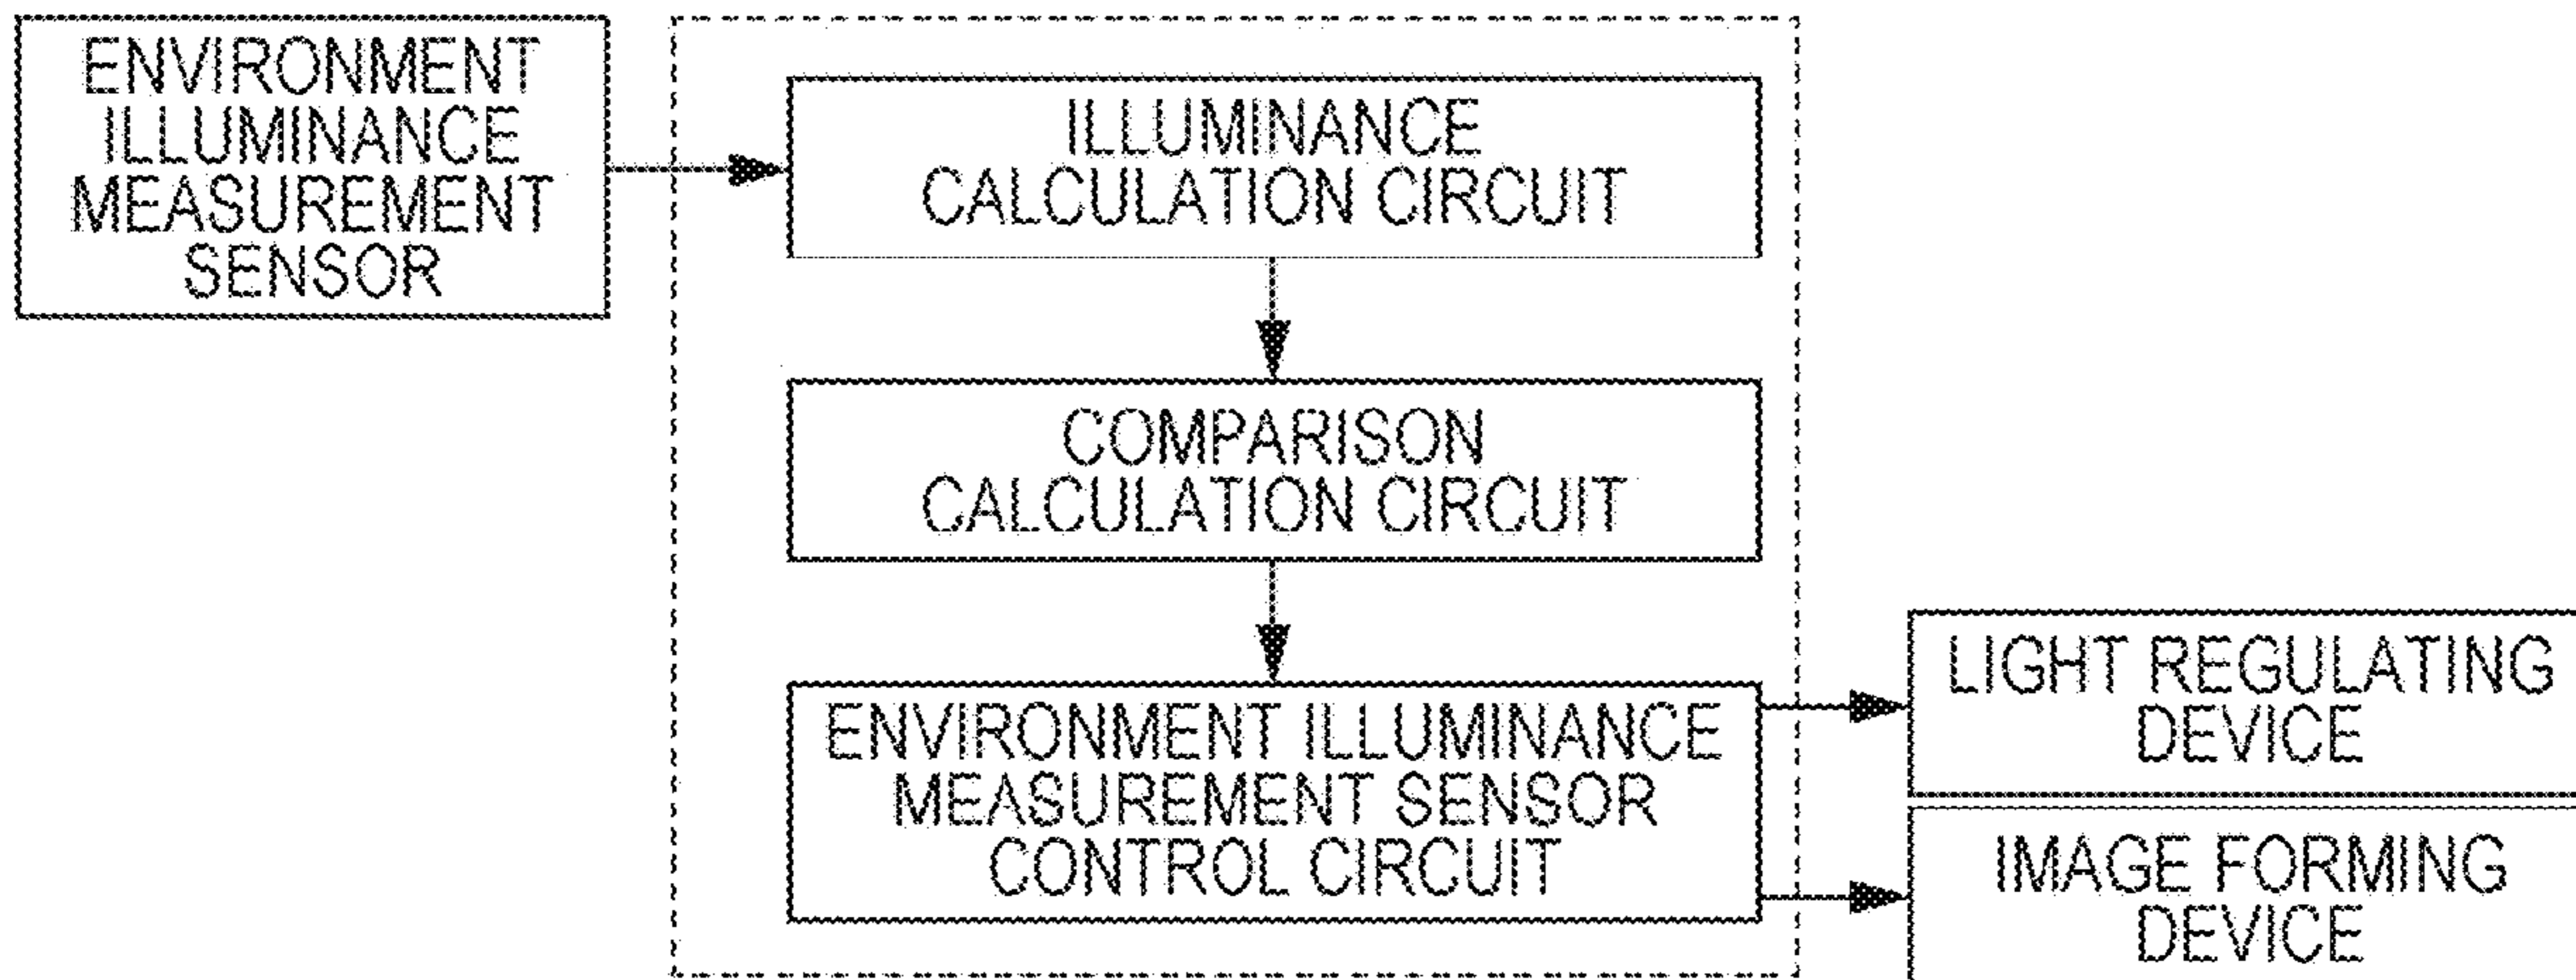 ENVIRONMENT
ILLUMINANCE
MEASUREMENT
SENSOR
ILLUMINANCE
CALCULATION CIRCUIT
COMPARISON
CALCULATION CIRCUIT
ENVIRONMENT ILLUMINANCE
MEASUREMENT SENSOR
CONTROL CIRCUIT
LIGHT REGULATING
DEVICE
IMAGE FORMING
DEVICE